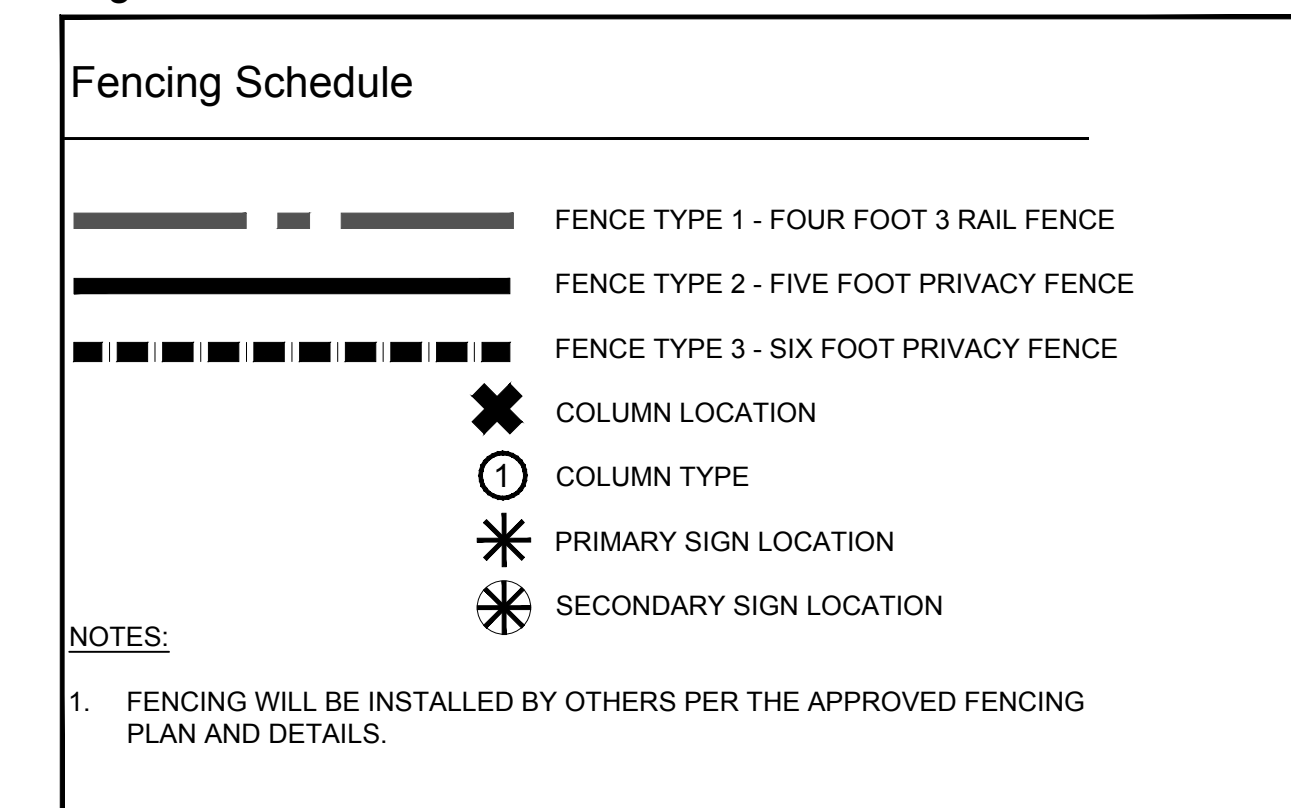 Fencing Schedule
FENCE TYPE 1 - FOUR FOOT 3 RAIL FENCE
FENCE TYPE 2 - FIVE FOOT PRIVACY FENCE
FENCE TYPE 3 - SIX FOOT PRIVACY FENCE
COLUMN LOCATION
1 COLUMN TYPE
PRIMARY SIGN LOCATION
SECONDARY SIGN LOCATION
NOTES:
1. FENCING WILL BE INSTALLED BY OTHERS PER THE APPROVED FENCING
PLAN AND DETAILS.